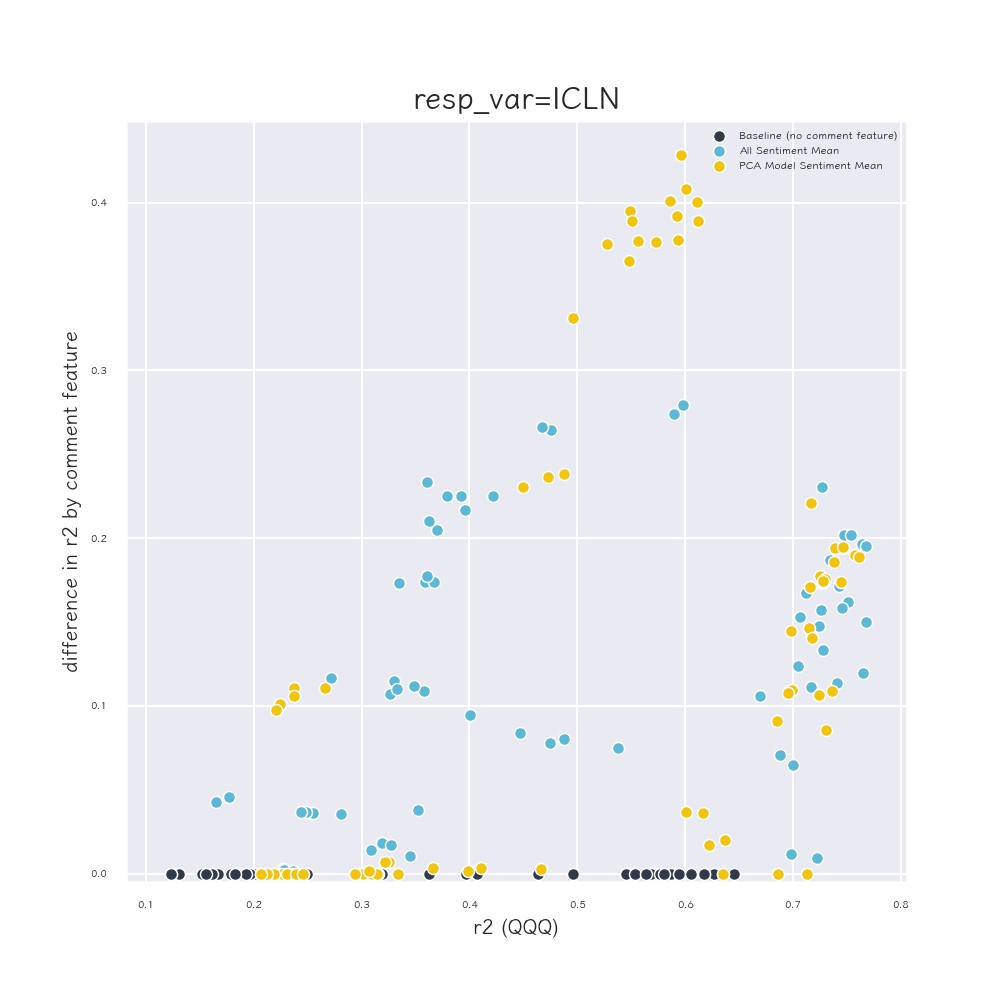 resp_var=ICLN
Baseline (no comment feature)
All Sentiment Mean
PCA Model Sentiment Mean
difference in r2 by comment feature
0.4
0.3
0.2
0.1
0.0
0.1
0.2
0.3
0.4
0.5
0.6
0.7
0.8
r2 (QQQ)